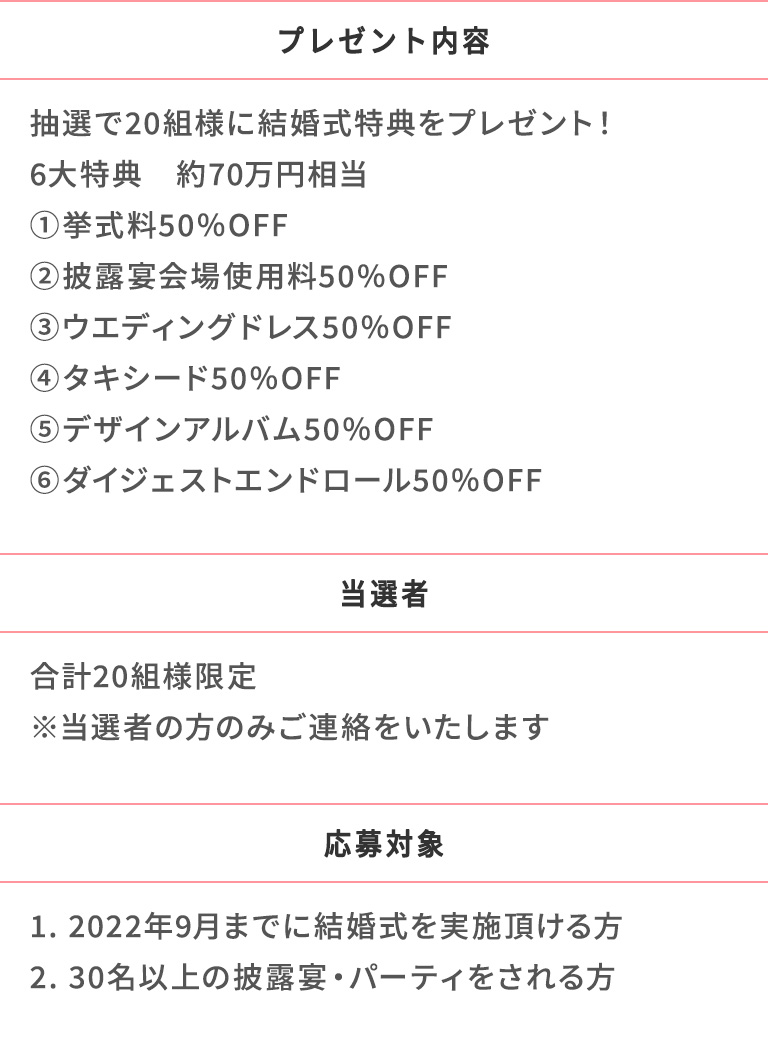 プレゼント内容
抽選で20組様に結婚式特典をプレゼント！
6大特典　約70万円相当
①挙式料50％OFF
②披露宴会場使用料50％OFF
③ウエディングドレス50％OFF
④タキシード50％OFF
⑤デザインアルバム50％OFF
⑥ダイジェストエンドロール50％OFF
当選者
合計20組様限定
※当選者の方のみご連絡をいたします
応募対象
1. 2022年9月までに結婚式を実施頂ける方
2. 30名以上の披露宴・パーティをされる方